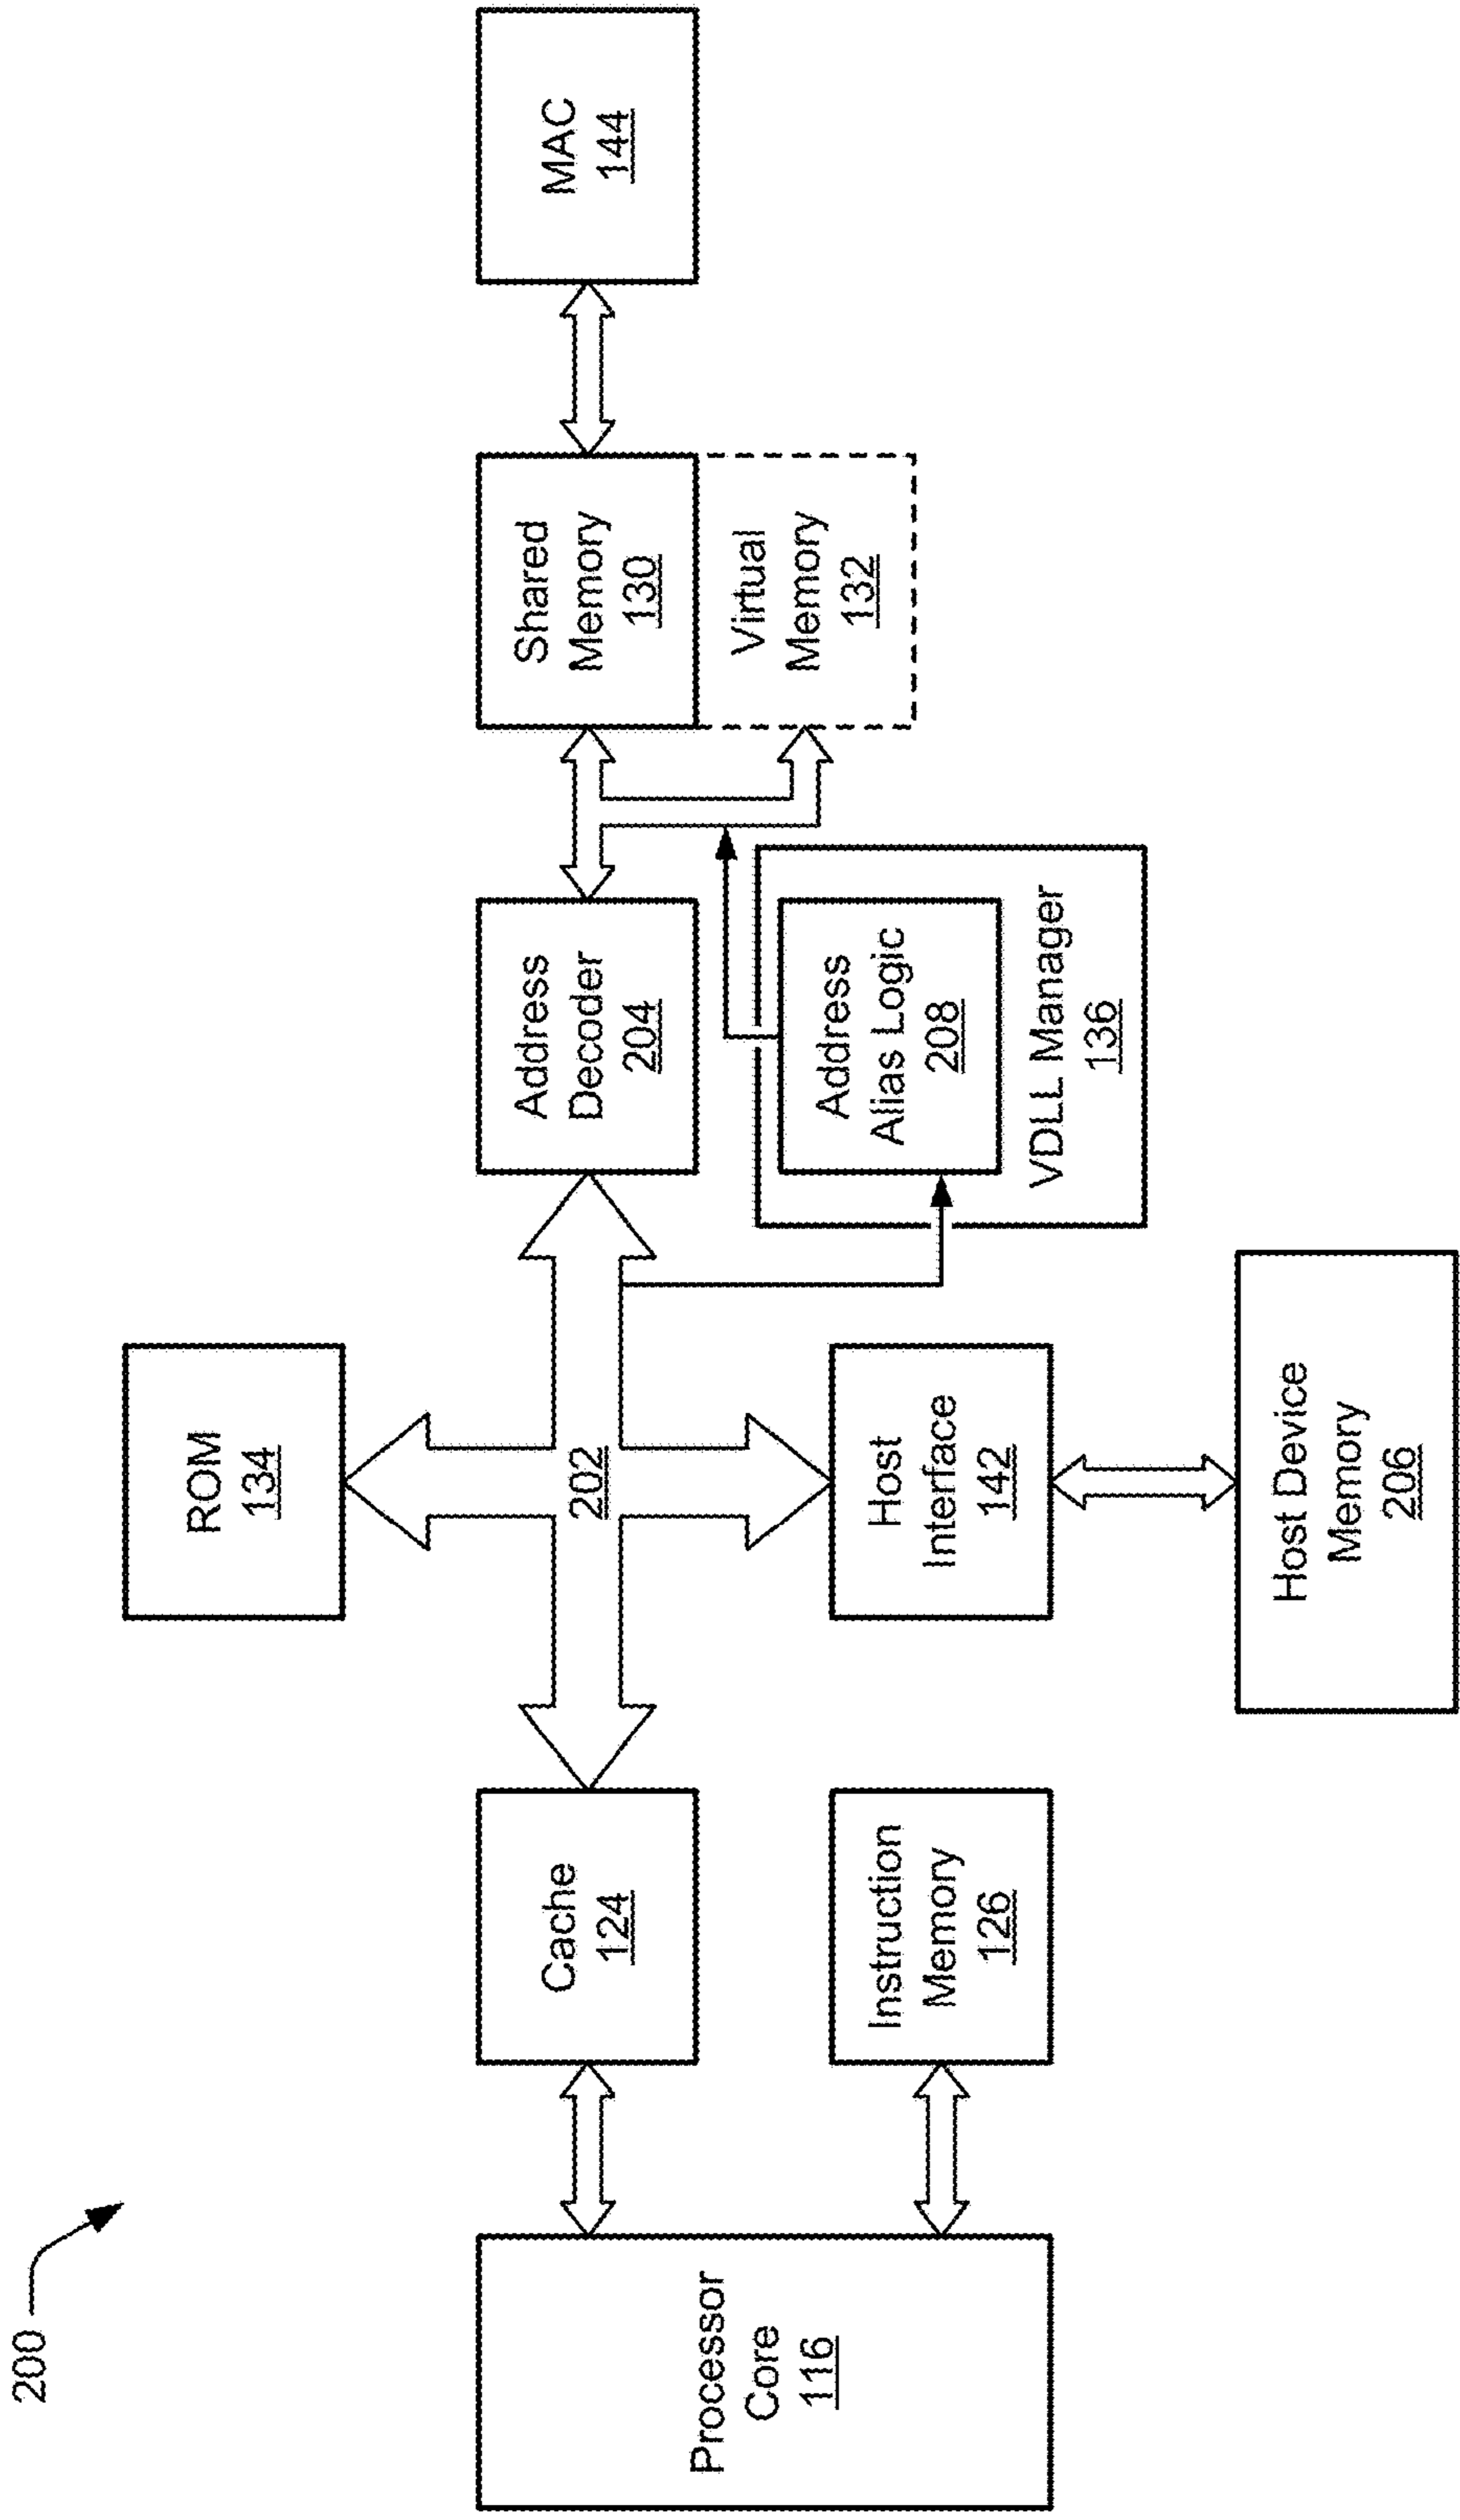 200
ROM
134
Processor
Core
116
Cache
124
Instruction
Memory
126
202
Host
Interface
142
Host Device
Memory
206
Address
Decoder
204
Address
Alias Logic
208
VDLL Manager
136
Shared
Memory
130
Virtual
Memory
132
MAC
144